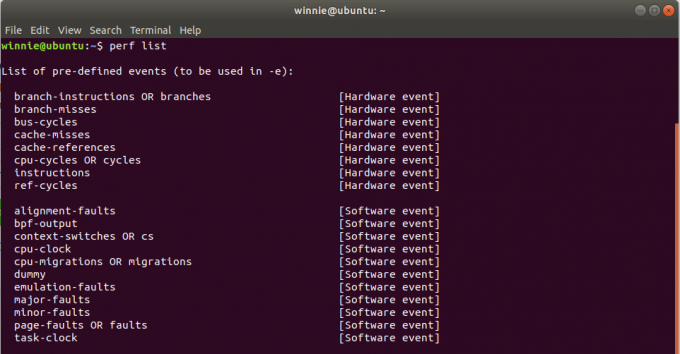 winnie@ubuntu: ~
File Edit View Search Terminal Help
winnie@ubuntu:~$ perf list
List of pre-defined events (to be used in -e):
branch-instructions OR branches [Hardware event]
branch-misses [Hardware event]
bus-cycles [Hardware event]
cache-misses [Hardware event]
cache-references [Hardware event]
cpu-cycles OR cycles [Hardware event]
instructions [Hardware event]
ref-cycles [Hardware event]
alignment-faults [Software event]
bpf-output [Software event]
context-switches OR cs [Software event]
cpu-clock [Software event]
cpu-migrations OR migrations [Software event]
dummy [Software event]
emulation-faults [Software event]
major-faults [Software event]
minor-faults [Software event]
page-faults OR faults [Software event]
task-clock [Software event]